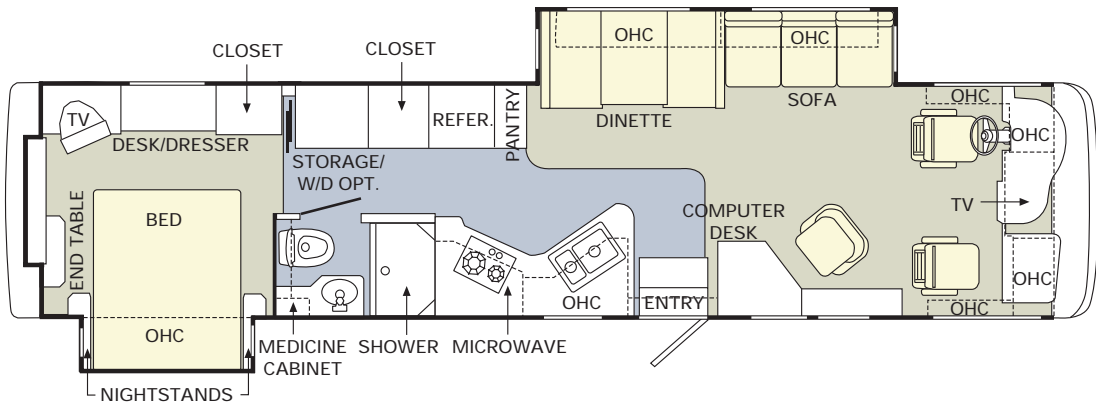 OHC
OHC
CLOSET
CLOSET
SOFA
OHC
TV
REFER.
PANTRY
DINETTE
OHC
DESK/DRESSER
STORAGE/
W/D OPT.
END TABLE
BED
COMPUTER
DESK
TV
OHC
OHC
ENTRY
OHC
OHC
MEDICINE
CABINET
SHOWER
MICROWAVE
NIGHTSTANDS